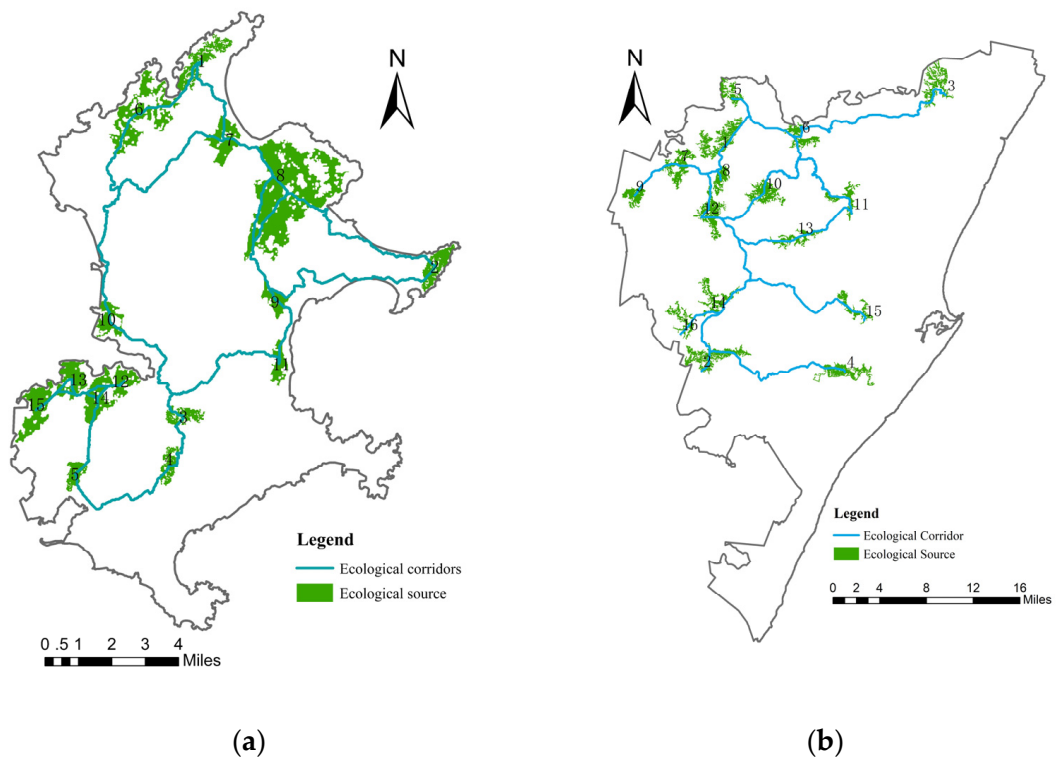 N
1
6
7
8
2
9
10
11
13
12
14
15
3
4
5
Legend
Ecological corridors
Ecological source
0 .5 1 2 3 4
Miles
(a)
N
5
3
6
1
7
8
9
10
11
12
13
14
15
16
2
4
Legend
Ecological Corridor
Ecological Source
0 2 4 8 12 16
Miles
(b)